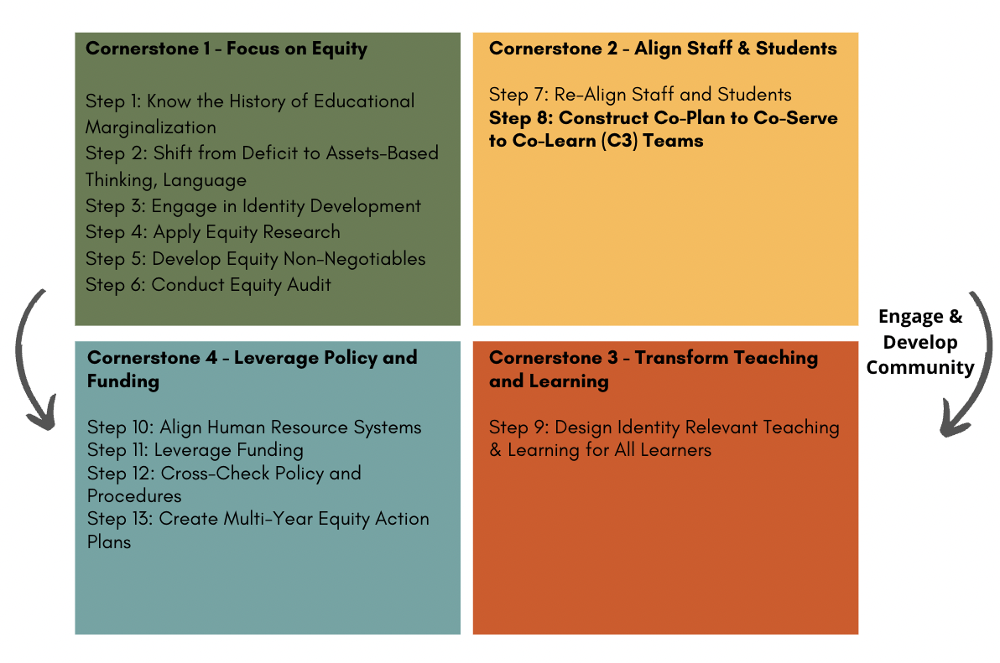 Cornerstone 1 - Focus on Equity
Step 1: Know the History of Educational
Marginalization
Step 2: Shift from Deficit to Assets-Based
Thinking, Language
Step 3: Engage in Identity Development
Step 4: Apply Equity Research
Step 5: Develop Equity Non-Negotiables
Step 6: Conduct Equity Audit
Cornerstone 2 - Align Staff & Students
Step 7: Re-Align Staff and Students
Step 8: Construct Co-Plan to Co-Serve
to Co-Learn (C3) Teams
Engage &
Develop
Community
Cornerstone 4 - Leverage Policy and
Funding
Step 10: Align Human Resource Systems
Step 11: Leverage Funding
Step 12: Cross-Check Policy and
Procedures
Step 13: Create Multi-Year Equity Action
Plans
Cornerstone 3 - Transform Teaching
and Learning
Step 9: Design Identity Relevant Teaching
& Learning for All Learners